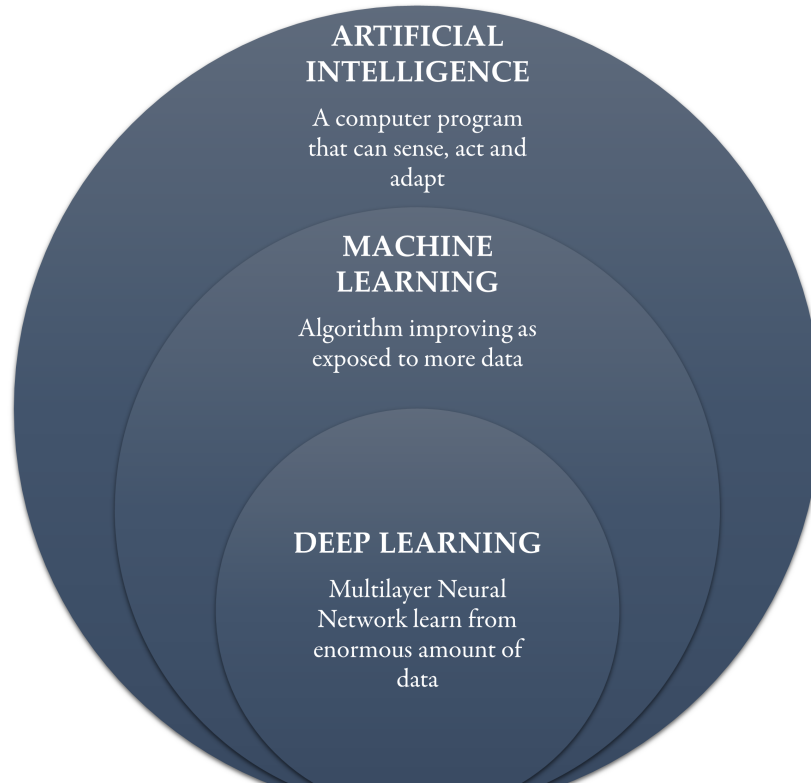 ARTIFICIAL
INTELLIGENCE
A computer program
that can sense, act and
adapt
MACHINE
LEARNING
Algorithm improving as
exposed to more data
DEEP LEARNING
Multilayer Neural
Network learn from
enormous amount of
data